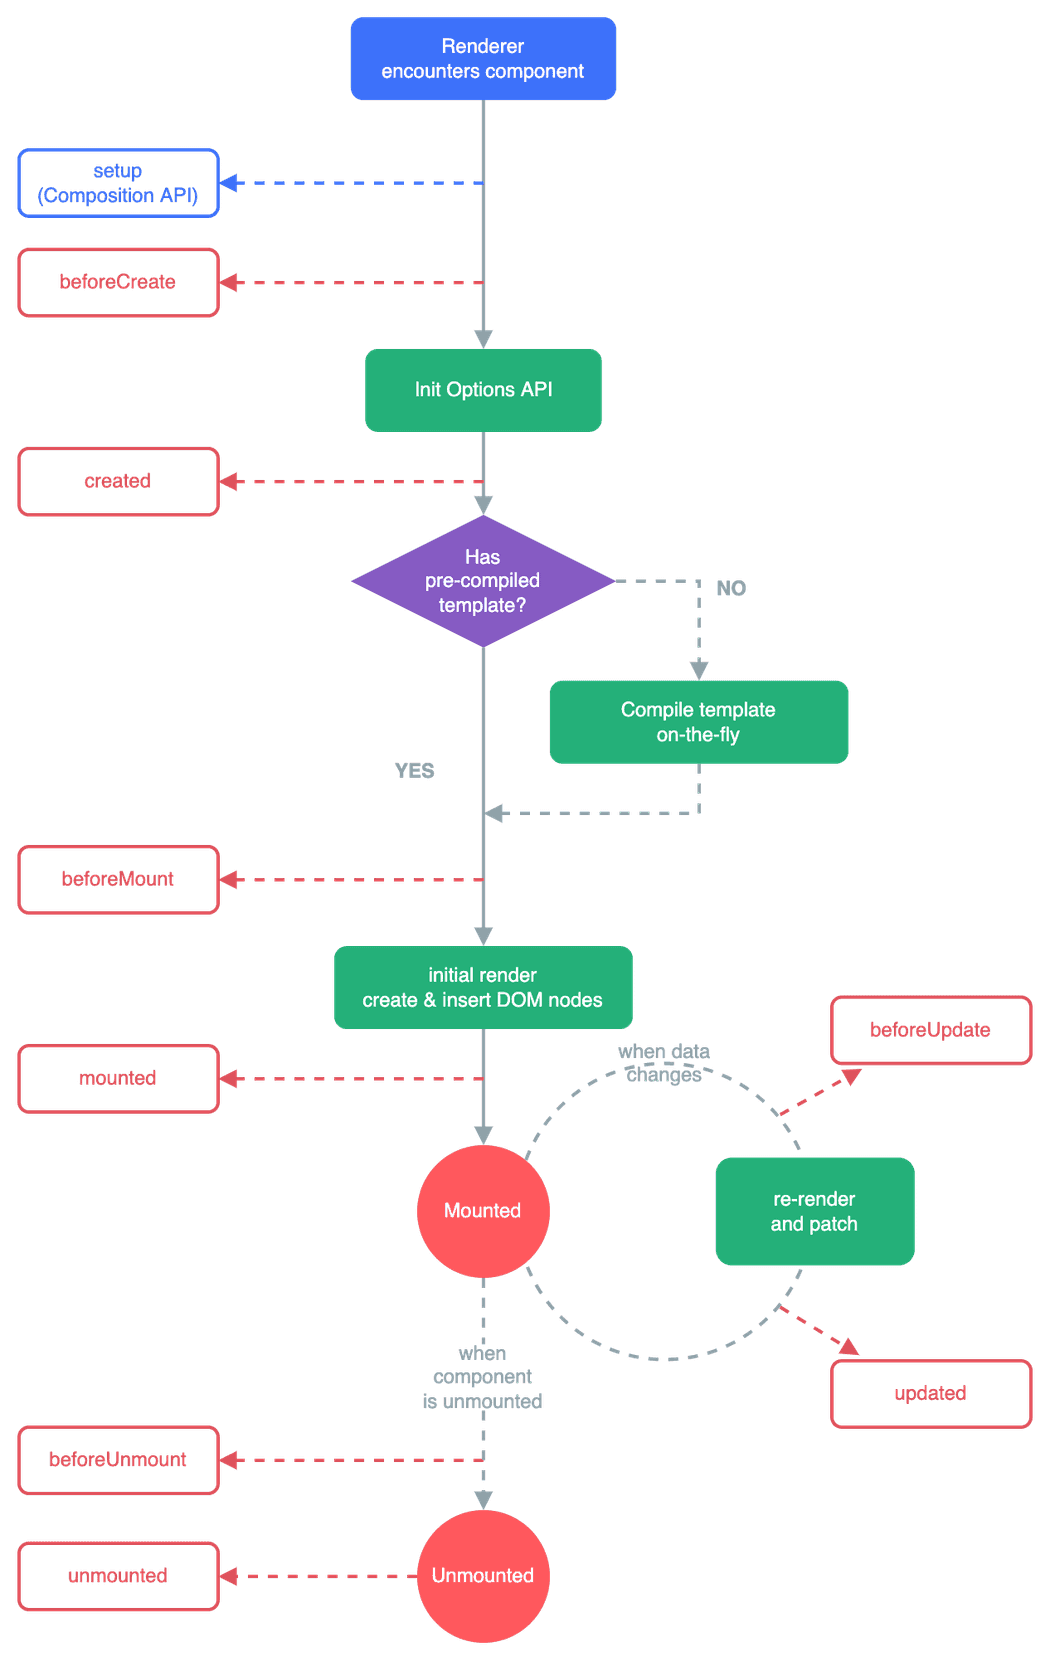 Renderer
encounters component
setup
(Composition API)
beforeCreate
Init Options API
created
Has
pre-compiled
template?
NO
Compile template
on-the-fly
YES
beforeMount
initial render
create & insert DOM nodes
beforeUpdate
when data
changes
mounted
re-render
and patch
Mounted
when
component
is unmounted
updated
beforeUnmount
unmounted
Unmounted